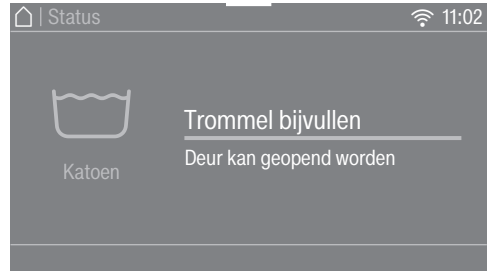 | Status 11:02
Trommel bijvullen
Deur kan geopend worden
Katoen